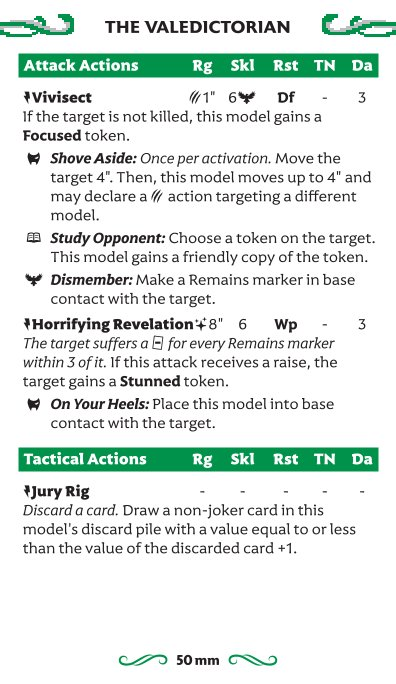 THE VALEDICTORIAN
Attack Actions Rg Skl Rst TN Da
Vivisect 1" 6 Df - 3
If the target is not killed, this model gains a
Focused token.
Shove Aside: Once per activation. Move the
target 4". Then, this model moves up to 4" and
may declare a action targeting a different
model.
Study Opponent: Choose a token on the target.
This model gains a friendly copy of the token.
Dismember: Make a Remains marker in base
contact with the target.
Horrifying Revelation 8" 6 Wp - 3
The target suffers a for every Remains marker
within 3 of it. If this attack receives a raise, the
target gains a Stunned token.
On Your Heels: Place this model into base
contact with the target.
Tactical Actions Rg Skl Rst TN Da
Jury Rig - - - - -
Discard a card. Draw a non-joker card in this
model's discard pile with a value equal to or less
than the value of the discarded card +1.
50 mm